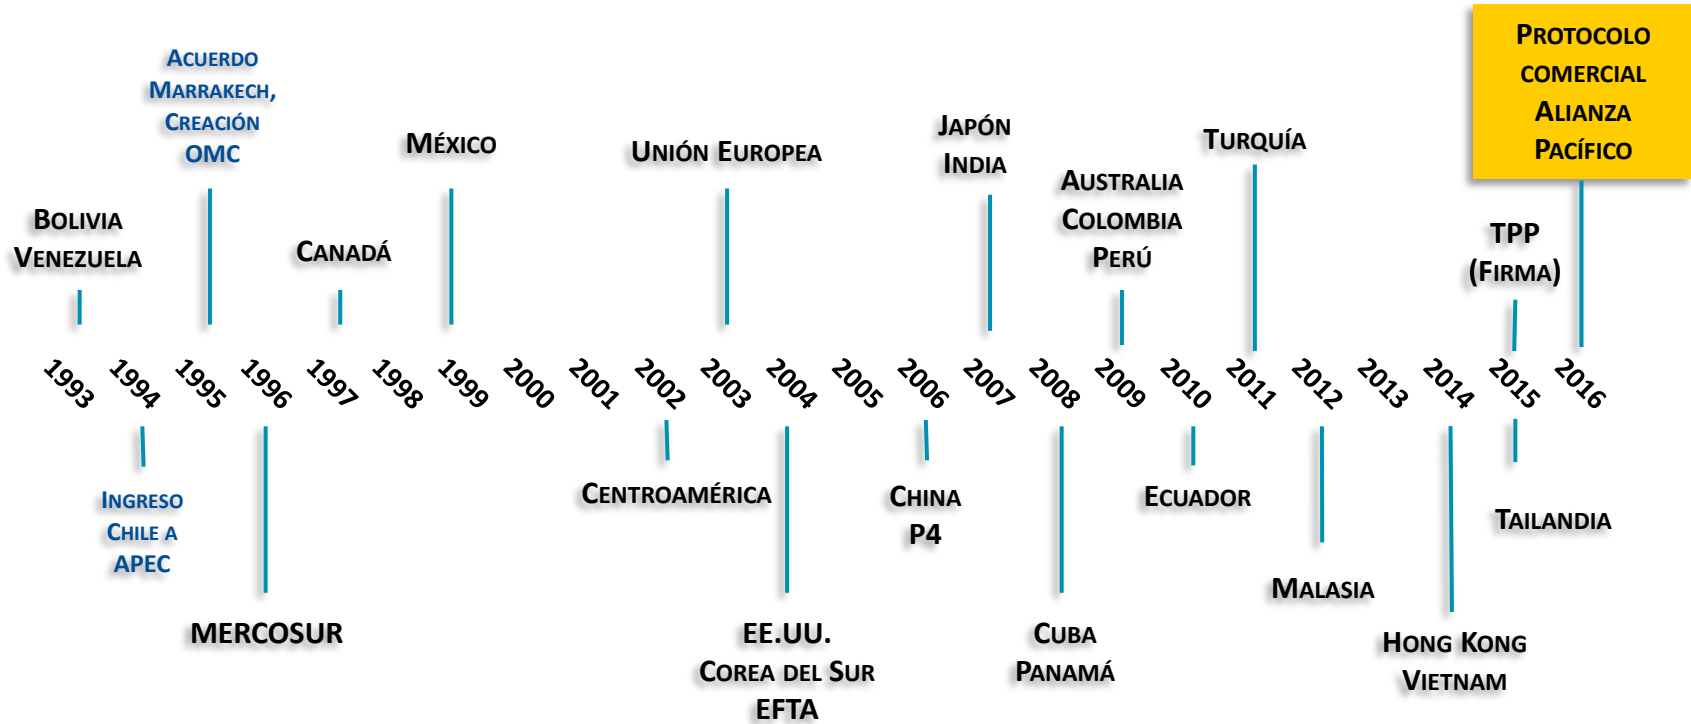 Acuerdo
Marrakech,
Creación
OMC
Protocolo
comercial
Alianza
Pacífico
México
Unión Europea
Japón
India
Turquía
Australia
Colombia
Perú
Bolivia
Venezuela
Canadá
TPP
(Firma)
1993
1994
1995
1996
1997
1998
1999
2000
2001
2002
2003
2004
2005
2006
2007
2008
2009
2010
2011
2012
2013
2014
2015
2016
Ingreso
Chile a
APEC
Centroamérica
China
P4
Ecuador
Tailandia
Malasia
MERCOSUR
EE.UU.
Corea del Sur
EFTA
Cuba
Panamá
Hong Kong
Vietnam